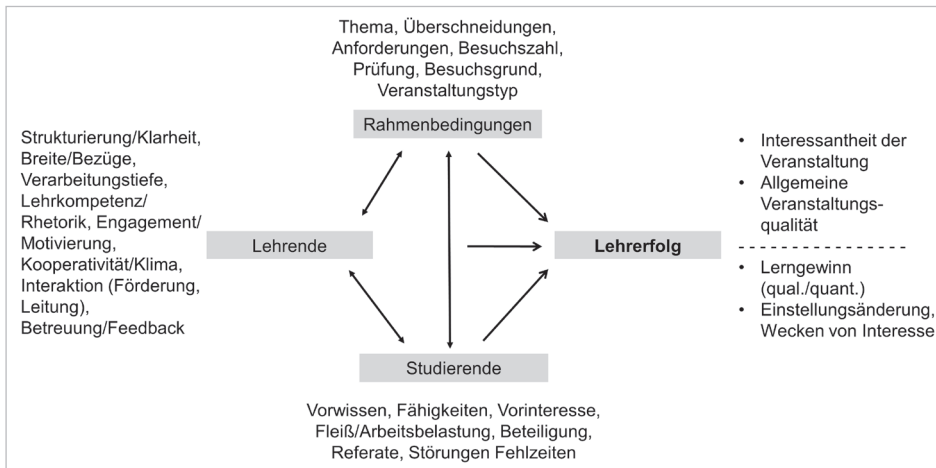 Thema, Überschneidungen,
Anforderungen, Besuchszahl,
Prüfung, Besuchsgrund,
Veranstaltungstyp
Rahmenbedingungen
Strukturierung/Klarheit,
Breite/Bezüge,
Verarbeitungstiefe,
Lehrkompetenz/
Rhetorik, Engagement/
Motivierung,
Kooperativität/Klima,
Interaktion (Förderung,
Leitung),
Betreuung/Feedback
Lehrende
Lehrerfolg
• Interessantheit der
Veranstaltung
• Allgemeine
Veranstaltungs-
qualität
• Lerngewinn
(qual./quant.)
• Einstellungsänderung,
Wecken von Interesse
Studierende
Vorwissen, Fähigkeiten, Vorinteresse,
Fleiß/Arbeitsbelastung, Beteiligung,
Referate, Störungen Fehlzeiten